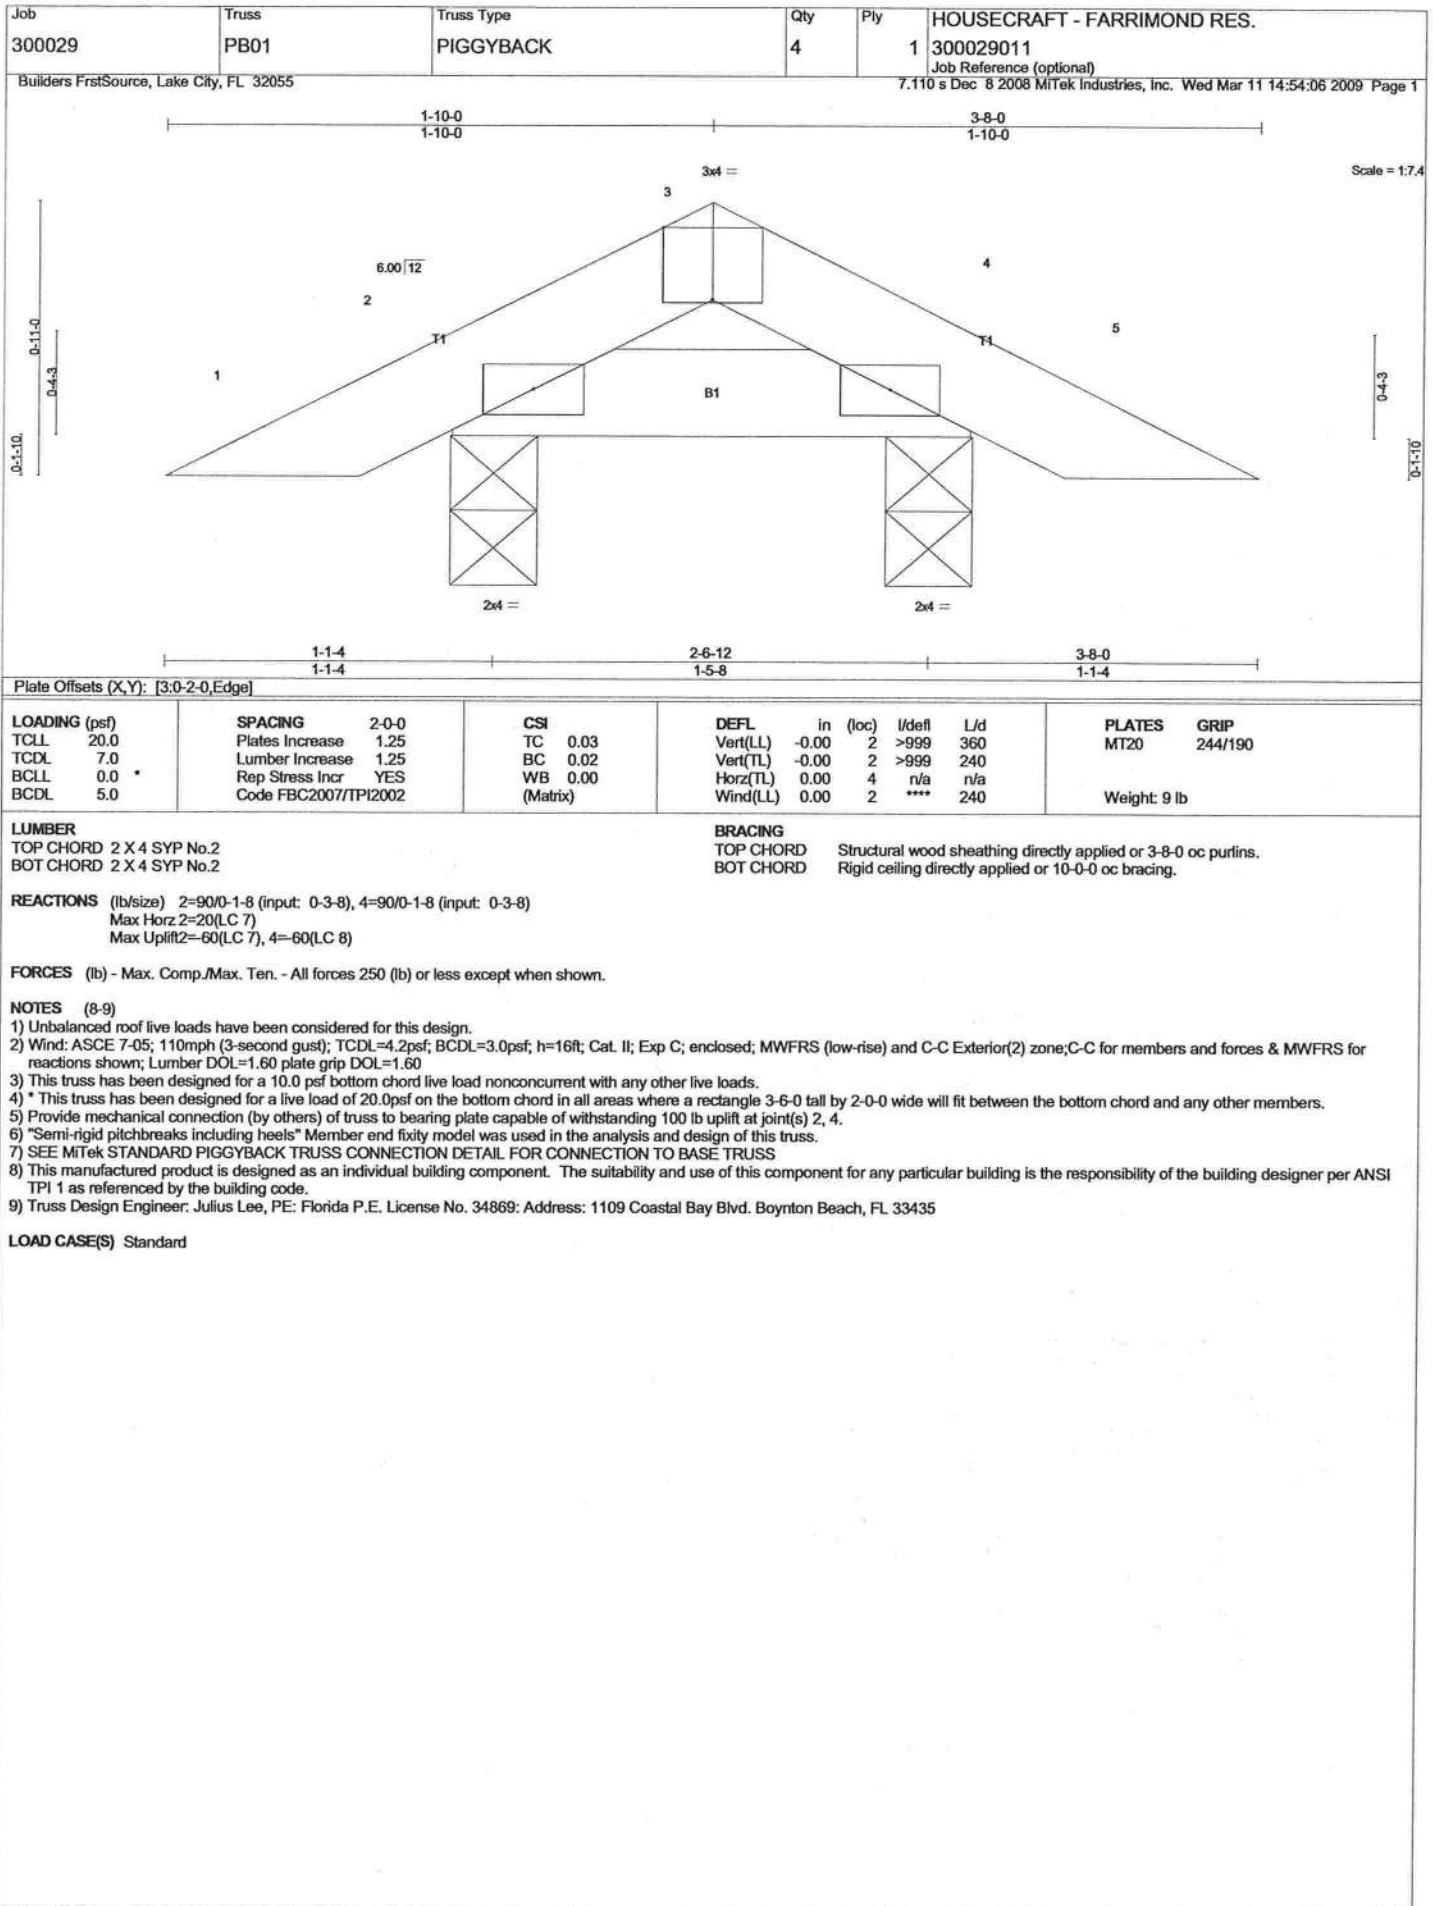 Job Truss Truss Type Qty Ply HOUSECRAFT - FARRIMOND RES.
300029 PB01 PIGGYBACK 4 1 300029011
Job Reference (optional)
Builders FrstSource, Lake City, FL 32055 7.110 s Dec 8 2008 MiTek Industries, Inc. Wed Mar 11 14:54:06 2009 Page 1
1-10-0 3-8-0
1-10-0 1-10-0
3x4 = Scale = 1:7.4
3
6.00 12 4
2
5
0-11-0
0-4-3
0-1-10
T1 T1
1
B1
0-4-3
0-1-10
2x4 = 2x4 =
1-1-4 2-6-12 3-8-0
1-1-4 1-5-8 1-1-4
Plate Offsets (X,Y): [3:0-2-0,Edge]
LOADING (psf) SPACING 2-0-0 CSI DEFL in (loc) l/defl L/d PLATES GRIP
TCLL 20.0 Plates Increase 1.25 TC 0.03 Vert(LL) -0.00 2 >999 360 MT20 244/190
TCDL 7.0 Lumber Increase 1.25 BC 0.02 Vert(TL) -0.00 2 >999 240
BCLL 0.0 * Rep Stress Incr YES WB 0.00 Horz(TL) 0.00 4 n/a n/a
BCDL 5.0 Code FBC2007/TPI2002 (Matrix) Wind(LL) 0.00 2 **** 240 Weight: 9 lb
LUMBER BRACING
TOP CHORD 2 X 4 SYP No.2 TOP CHORD Structural wood sheathing directly applied or 3-8-0 oc purlins.
BOT CHORD 2 X 4 SYP No.2 BOT CHORD Rigid ceiling directly applied or 10-0-0 oc bracing.
REACTIONS (lb/size) 2=90/0-1-8 (input: 0-3-8), 4=90/0-1-8 (input: 0-3-8)
Max Horz 2=20(LC 7)
Max Uplift2=-60(LC 7), 4=-60(LC 8)
FORCES (lb) - Max. Comp./Max. Ten. - All forces 250 (lb) or less except when shown.
NOTES (8-9)
1) Unbalanced roof live loads have been considered for this design.
2) Wind: ASCE 7-05; 110mph (3-second gust); TCDL=4.2psf; BCDL=3.0psf; h=16ft; Cat. II; Exp C; enclosed; MWFRS (low-rise) and C-C Exterior(2) zone;C-C for members and forces & MWFRS for
reactions shown; Lumber DOL=1.60 plate grip DOL=1.60
3) This truss has been designed for a 10.0 psf bottom chord live load nonconcurrent with any other live loads.
4) * This truss has been designed for a live load of 20.0psf on the bottom chord in all areas where a rectangle 3-6-0 tall by 2-0-0 wide will fit between the bottom chord and any other members.
5) Provide mechanical connection (by others) of truss to bearing plate capable of withstanding 100 lb uplift at joint(s) 2, 4.
6) "Semi-rigid pitchbreaks including heels" Member end fixity model was used in the analysis and design of this truss.
7) SEE MiTek STANDARD PIGGYBACK TRUSS CONNECTION DETAIL FOR CONNECTION TO BASE TRUSS
8) This manufactured product is designed as an individual building component. The suitability and use of this component for any particular building is the responsibility of the building designer per ANSI
TPI 1 as referenced by the building code.
9) Truss Design Engineer: Julius Lee, PE: Florida P.E. License No. 34869: Address: 1109 Coastal Bay Blvd. Boynton Beach, FL 33435
LOAD CASE(S) Standard